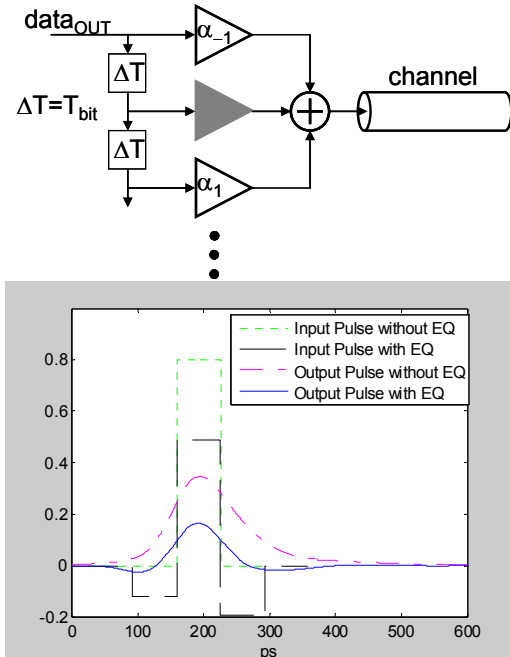 data_OUT
α_–1
ΔT
channel
ΔT=T_bit
ΔT
α_1
Input Pulse without EQ
Input Pulse with EQ
Output Pulse without EQ
Output Pulse with EQ
0.8
0.6
0.4
0.2
0
-0.2
0 100 200 300 400 500 600
ps